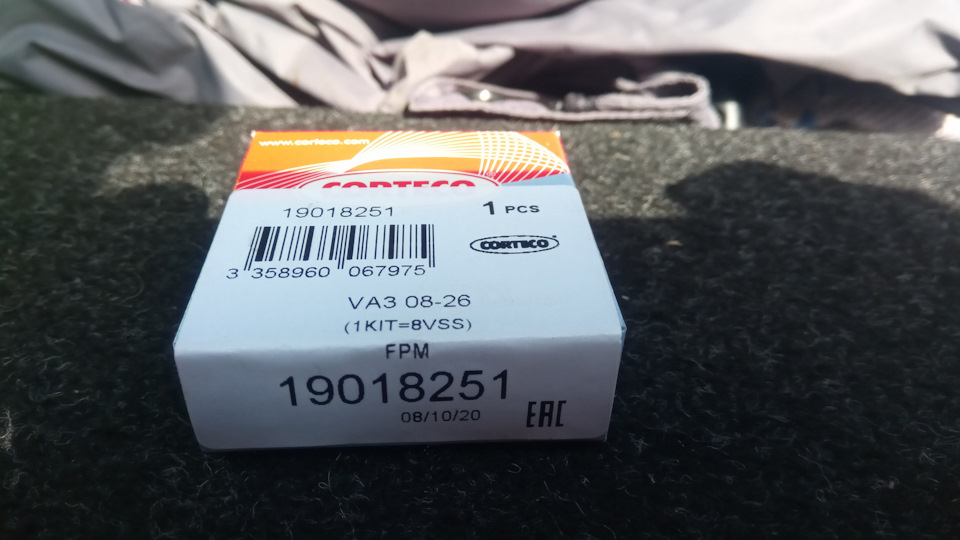 www.corteco.com
CORTECO
19018251
1 PCS
CORTECO
3 358960 067975
VA3 08-26
(1KIT=8VSS)
FPM
19018251
08/10/20
EAC